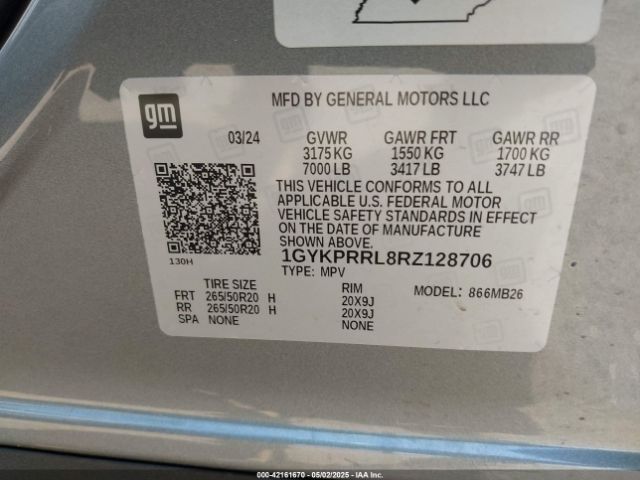 gm
MFD BY GENERAL MOTORS LLC
03/24 GVWR GAWR FRT GAWR RR
3175 KG 1550 KG 1700 KG
7000 LB 3417 LB 3747 LB
THIS VEHICLE CONFORMS TO ALL
APPLICABLE U.S. FEDERAL MOTOR
VEHICLE SAFETY STANDARDS IN EFFECT
ON THE DATE OF MANUFACTURE
SHOWN ABOVE.
130H
1GYKPRRL8RZ128706
TYPE: MPV
TIRE SIZE RIM MODEL: 866MB26
FRT 265/50R20 H 20X9J
RR 265/50R20 H 20X9J
SPA NONE NONE
000-42161670 - 05/02/2025 - IAA Inc.